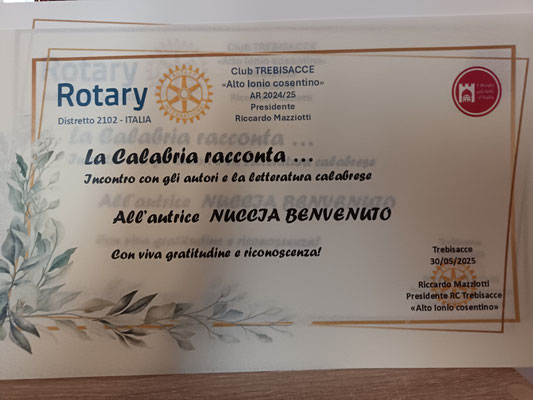 Rotary
Distretto 2102 - ITALIA
Club TREBISACCE
«Alto Ionio cosentino»
AR 2024/25
Presidente
Riccardo Mazziotti
La Calabria racconta ...
Incontro con gli autori e la letteratura calabrese
All'autrice NUCCIA BENVENUTO
Con viva gratitudine e riconoscenza!
Trebisacce
30/05/2025
Riccardo Mazziotti
Presidente RC Trebisacce
«Alto Ionio cosentino»